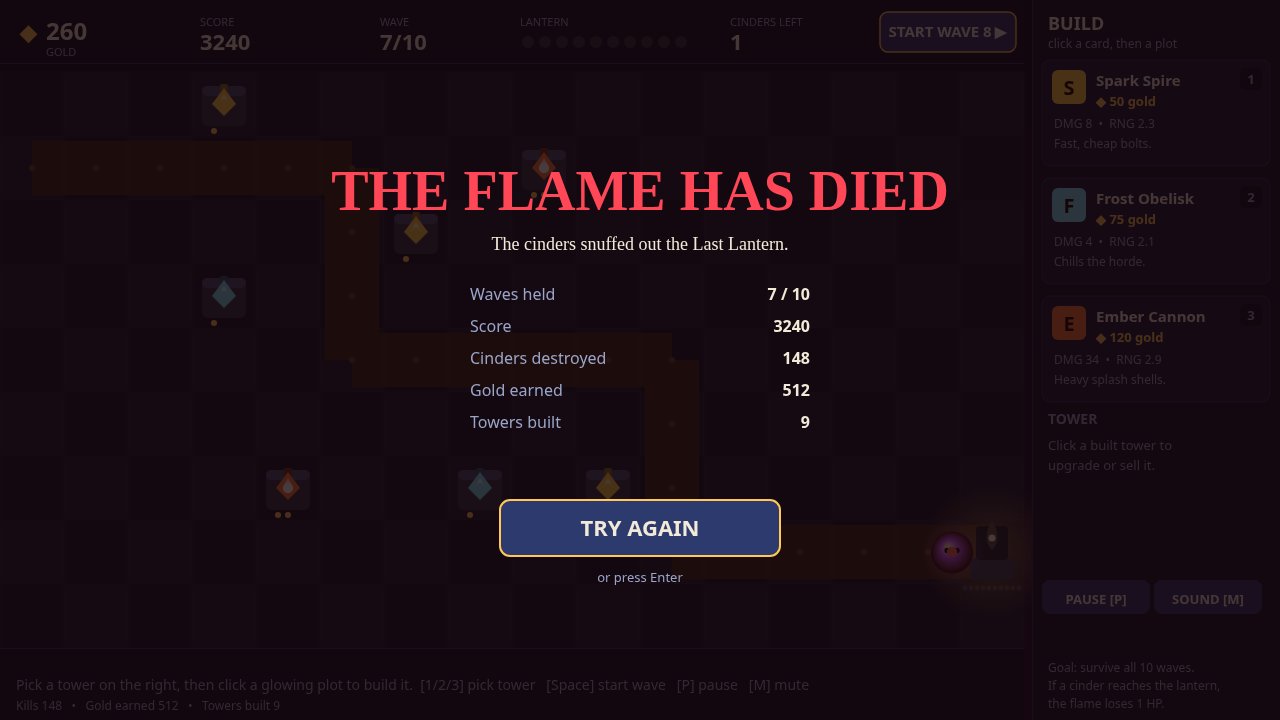 260
GOLD
SCORE
3240
WAVE
7/10
LANTERN
CINDERS LEFT
1
START WAVE 8 ▶
BUILD
click a card, then a plot
S
Spark Spire
1
◆ 50 gold
DMG 8 • RNG 2.3
Fast, cheap bolts.
F
Frost Obelisk
2
◆ 75 gold
DMG 4 • RNG 2.1
Chills the horde.
E
Ember Cannon
3
◆ 120 gold
DMG 34 • RNG 2.9
Heavy splash shells.
TOWER
Click a built tower to
upgrade or sell it.
PAUSE [P]
SOUND [M]
Goal: survive all 10 waves.
If a cinder reaches the lantern,
the flame loses 1 HP.
THE FLAME HAS DIED
The cinders snuffed out the Last Lantern.
Waves held 7 / 10
Score 3240
Cinders destroyed 148
Gold earned 512
Towers built 9
TRY AGAIN
or press Enter
Pick a tower on the right, then click a glowing plot to build it. [1/2/3] pick tower [Space] start wave [P] pause [M] mute
Kills 148 • Gold earned 512 • Towers built 9